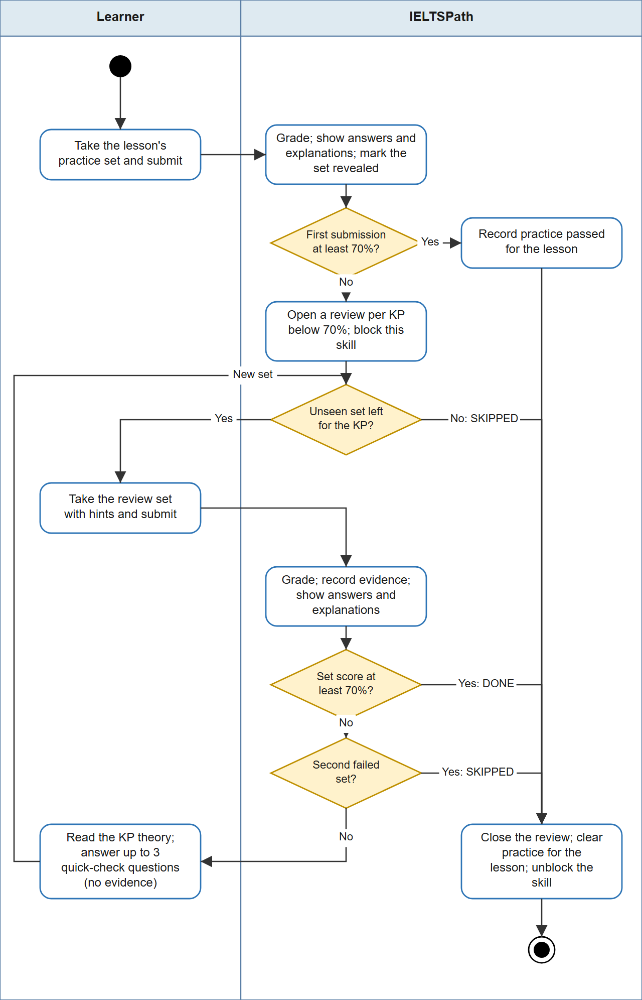 Learner
IELTSPath
Take the lesson's
practice set and submit
Grade; show answers and
explanations; mark the
set revealed
First submission
at least 70%?
Yes
Record practice passed
for the lesson
No
Open a review per KP
below 70%; block this
skill
New set
Unseen set left
for the KP?
Yes
No: SKIPPED
Take the review set
with hints and submit
Grade; record evidence;
show answers and
explanations
Set score at
least 70%?
Yes: DONE
No
Second failed
set?
Yes: SKIPPED
No
Read the KP theory;
answer up to 3
quick-check questions
(no evidence)
Close the review; clear
practice for the
lesson; unblock the
skill